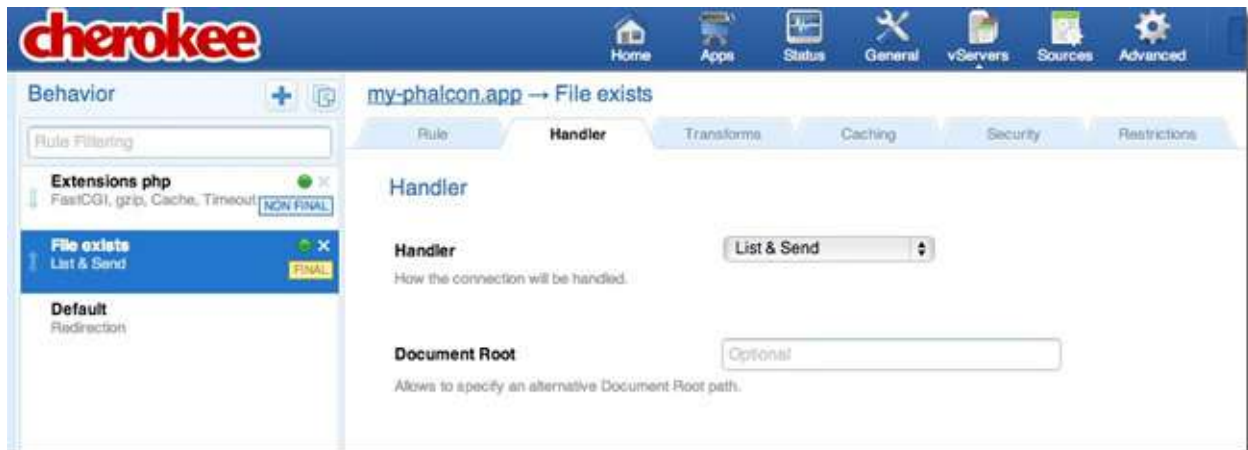 cherokee
Home Apps Status General vServers Sources Advanced
Behavior
Rule Filtering
Extensions php
FastCGI, gzip, Cache, Timeout
NON FINAL
File exists
List & Send
FINAL
Default
Redirection
my-phalcon.app → File exists
Rule Handler Transforms Caching Security Restrictions
Handler
Handler
List & Send
How the connection will be handled.
Document Root
Optional
Allows to specify an alternative Document Root path.